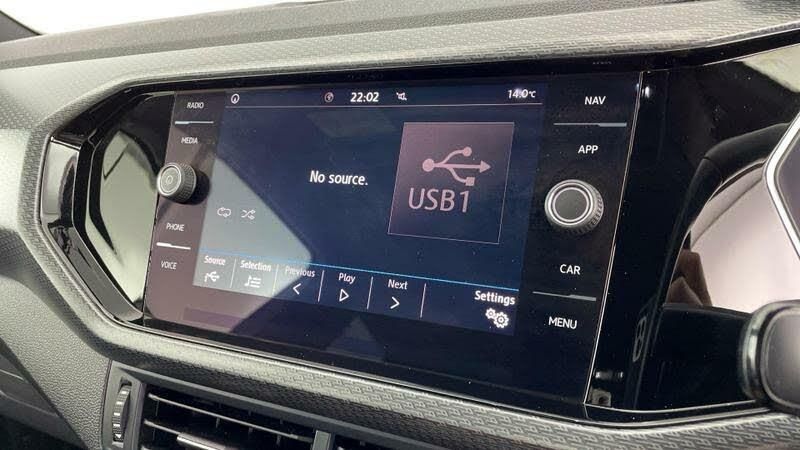 RADIO
MEDIA
PHONE
VOICE
22:02
14.0°C
No source.
USB1
Source
Selection
Previous
Play
Next
Settings
NAV
APP
CAR
MENU